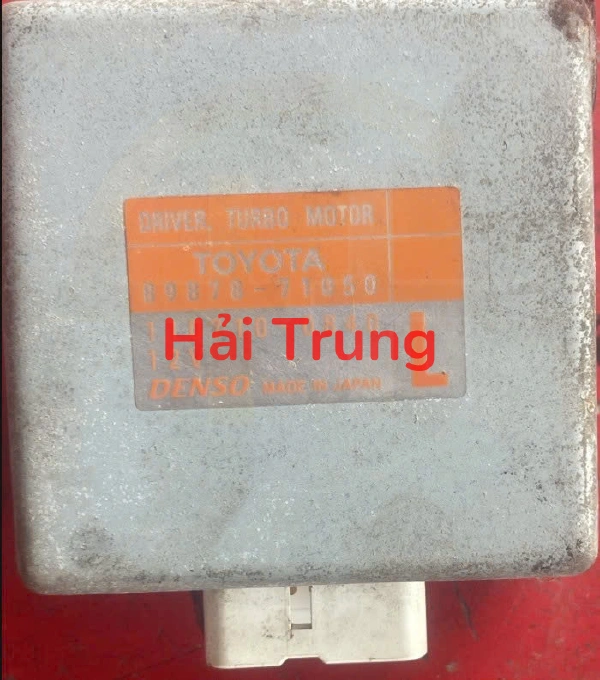 DRIVER, TURBO MOTOR
TOYOTA
89878-71050
Hải Trung
DENSO MADE IN JAPAN
L